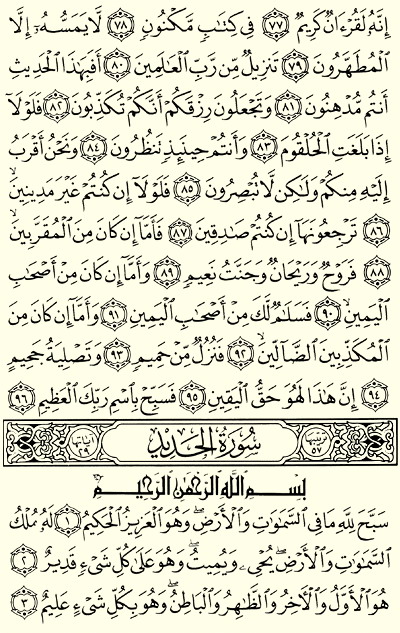 إِنَّهُۥ لَقُرْءَانٌ كَرِيمٌ ﴿٧٧﴾ فِى كِتَٰبٍ مَّكْنُونٍ ﴿٧٨﴾ لَّا يَمَسُّهُۥٓ إِلَّا
ٱلْمُطَهَّرُونَ ﴿٧٩﴾ تَنزِيلٌ مِّن رَّبِّ ٱلْعَٰلَمِينَ ﴿٨٠﴾ أَفَبِهَٰذَا ٱلْحَدِيثِ
أَنتُم مُّدْهِنُونَ ﴿٨١﴾ وَتَجْعَلُونَ رِزْقَكُمْ أَنَّكُمْ تُكَذِّبُونَ ﴿٨٢﴾ فَلَوْلَآ
إِذَا بَلَغَتِ ٱلْحُلْقُومَ ﴿٨٣﴾ وَأَنتُمْ حِينَئِذٍ تَنظُرُونَ ﴿٨٤﴾ وَنَحْنُ أَقْرَبُ
إِلَيْهِ مِنكُمْ وَلَٰكِن لَّا تُبْصِرُونَ ﴿٨٥﴾ فَلَوْلَآ إِن كُنتُمْ غَيْرَ مَدِينِينَ
﴿٨٦﴾ تَرْجِعُونَهَآ إِن كُنتُمْ صَٰدِقِينَ ﴿٨٧﴾ فَأَمَّآ إِن كَانَ مِنَ ٱلْمُقَرَّبِينَ
﴿٨٨﴾ فَرَوْحٌ وَرَيْحَانٌ وَجَنَّتُ نَعِيمٍ ﴿٨٩﴾ وَأَمَّآ إِن كَانَ مِنْ أَصْحَٰبِ
ٱلْيَمِينِ ﴿٩٠﴾ فَسَلَٰمٌ لَّكَ مِنْ أَصْحَٰبِ ٱلْيَمِينِ ﴿٩١﴾ وَأَمَّآ إِن كَانَ مِنَ
ٱلْمُكَذِّبِينَ ٱلضَّآلِّينَ ﴿٩٢﴾ فَنُزُلٌ مِّنْ حَمِيمٍ ﴿٩٣﴾ وَتَصْلِيَةُ جَحِيمٍ
﴿٩٤﴾ إِنَّ هَٰذَا لَهُوَ حَقُّ ٱلْيَقِينِ ﴿٩٥﴾ فَسَبِّحْ بِٱسْمِ رَبِّكَ ٱلْعَظِيمِ ﴿٩٦﴾
ترتيبها ٥٧ سُورَةُ الحَدِيدِ آياتها ٢٩
بِسْمِ ٱللَّهِ ٱلرَّحْمَٰنِ ٱلرَّحِيمِ
سَبَّحَ لِلَّهِ مَا فِى ٱلسَّمَٰوَٰتِ وَٱلْأَرْضِ ۖ وَهُوَ ٱلْعَزِيزُ ٱلْحَكِيمُ ﴿١﴾ لَهُۥ مُلْكُ
ٱلسَّمَٰوَٰتِ وَٱلْأَرْضِ ۖ يُحْىِۦ وَيُمِيتُ ۖ وَهُوَ عَلَىٰ كُلِّ شَىْءٍ قَدِيرٌ ﴿٢﴾
هُوَ ٱلْأَوَّلُ وَٱلْءَاخِرُ وَٱلظَّٰهِرُ وَٱلْبَاطِنُ ۖ وَهُوَ بِكُلِّ شَىْءٍ عَلِيمٌ ﴿٣﴾